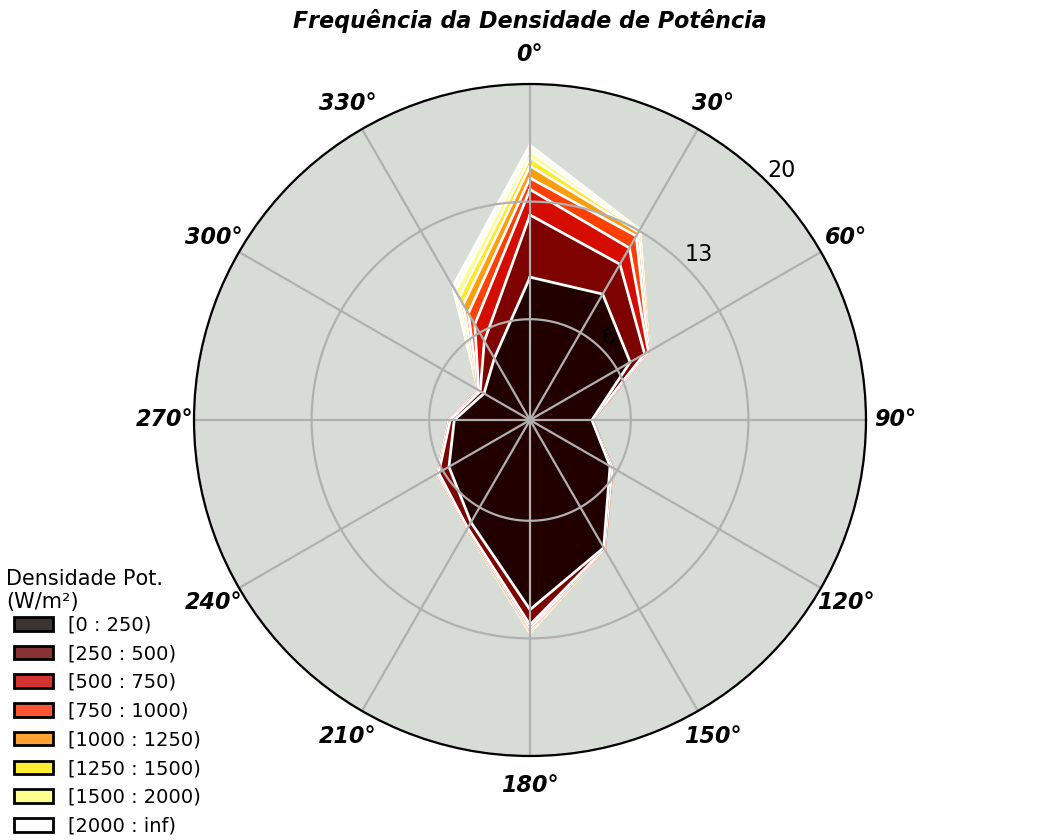 Frequência da Densidade de Potência
0°
330°
30°
20
300°
60°
13
6
270°
90°
Densidade Pot.
(W/m²)
240°
120°
[0 : 250)
[250 : 500)
[500 : 750)
[750 : 1000)
210°
150°
[1000 : 1250)
[1250 : 1500)
180°
[1500 : 2000)
[2000 : inf)